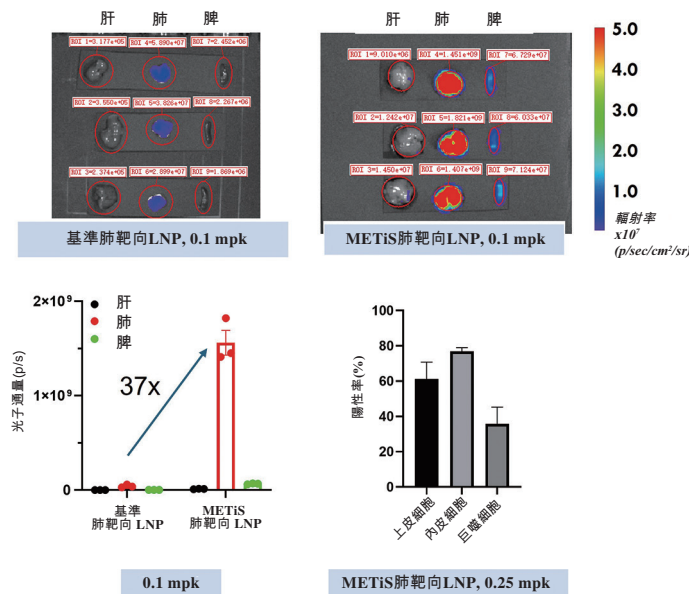 肝 肺 脾
肝 肺 脾
ROI 1=3.177e+05 ROI 4=5.890e+07 ROI 7=2.452e+06
ROI 2=3.550e+05 ROI 5=3.826e+07 ROI 8=2.267e+06
ROI 3=2.374e+05 ROI 6=2.899e+07 ROI 9=1.869e+06
基準肺靶向LNP, 0.1 mpk
ROI 1=9.010e+06 ROI 4=1.451e+09 ROI 7=6.729e+07
ROI 2=1.242e+07 ROI 5=1.821e+09 ROI 8=6.033e+07
ROI 3=1.450e+07 ROI 6=1.407e+09 ROI 9=7.124e+07
METiS肺靶向LNP, 0.1 mpk
5.0
4.0
3.0
2.0
1.0
輻射率
x10⁷
(p/sec/cm²/sr)
光子通量(p/s)
2×10⁹
1×10⁹
0
肝
肺
脾
37x
基準
肺靶向 LNP
METiS
肺靶向 LNP
0.1 mpk
陽性率(%)
100
80
60
40
20
0
上皮細胞
內皮細胞
巨噬細胞
METiS肺靶向LNP, 0.25 mpk